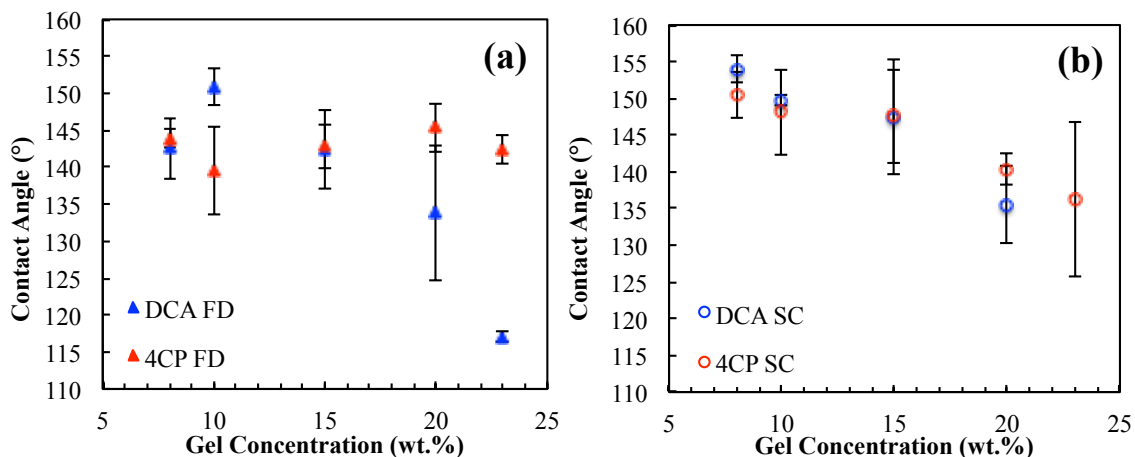 (a)
Contact Angle (°)
160
155
150
145
140
135
130
125
120
115
110
DCA FD
4CP FD
5 10 15 20 25
Gel Concentration (wt.%)
(b)
Contact Angle (°)
160
155
150
145
140
135
130
125
120
115
110
DCA SC
4CP SC
5 10 15 20 25
Gel Concentration (wt.%)